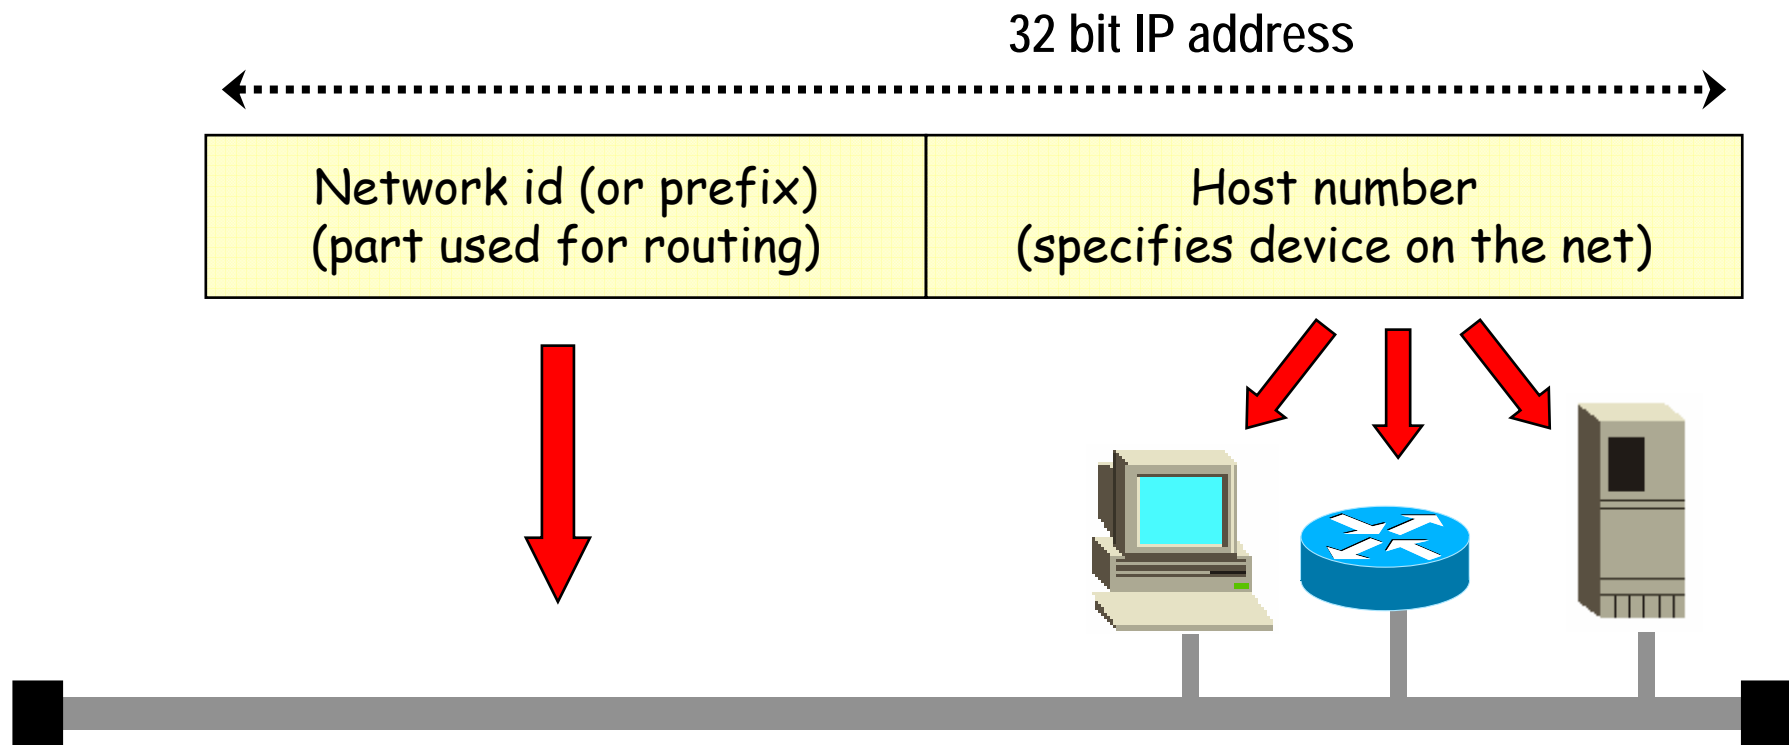 32 bit IP address
Network id (or prefix)
(part used for routing)
Host number
(specifies device on the net)